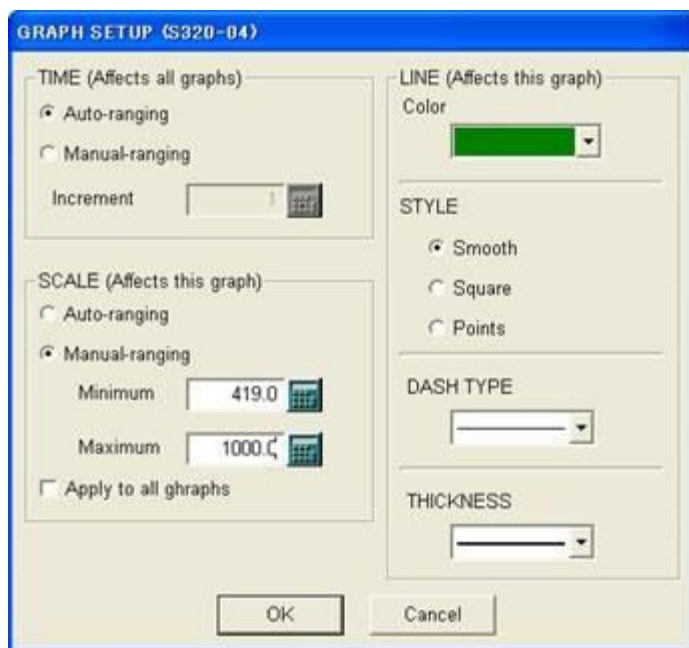 GRAPH SETUP (S320-04)
TIME (Affects all graphs)
Auto-ranging
Manual-ranging
Increment 1
SCALE (Affects this graph)
Auto-ranging
Manual-ranging
Minimum 419.0
Maximum 1000.0
Apply to all ghraphs
LINE (Affects this graph)
Color
STYLE
Smooth
Square
Points
DASH TYPE
THICKNESS
OK
Cancel